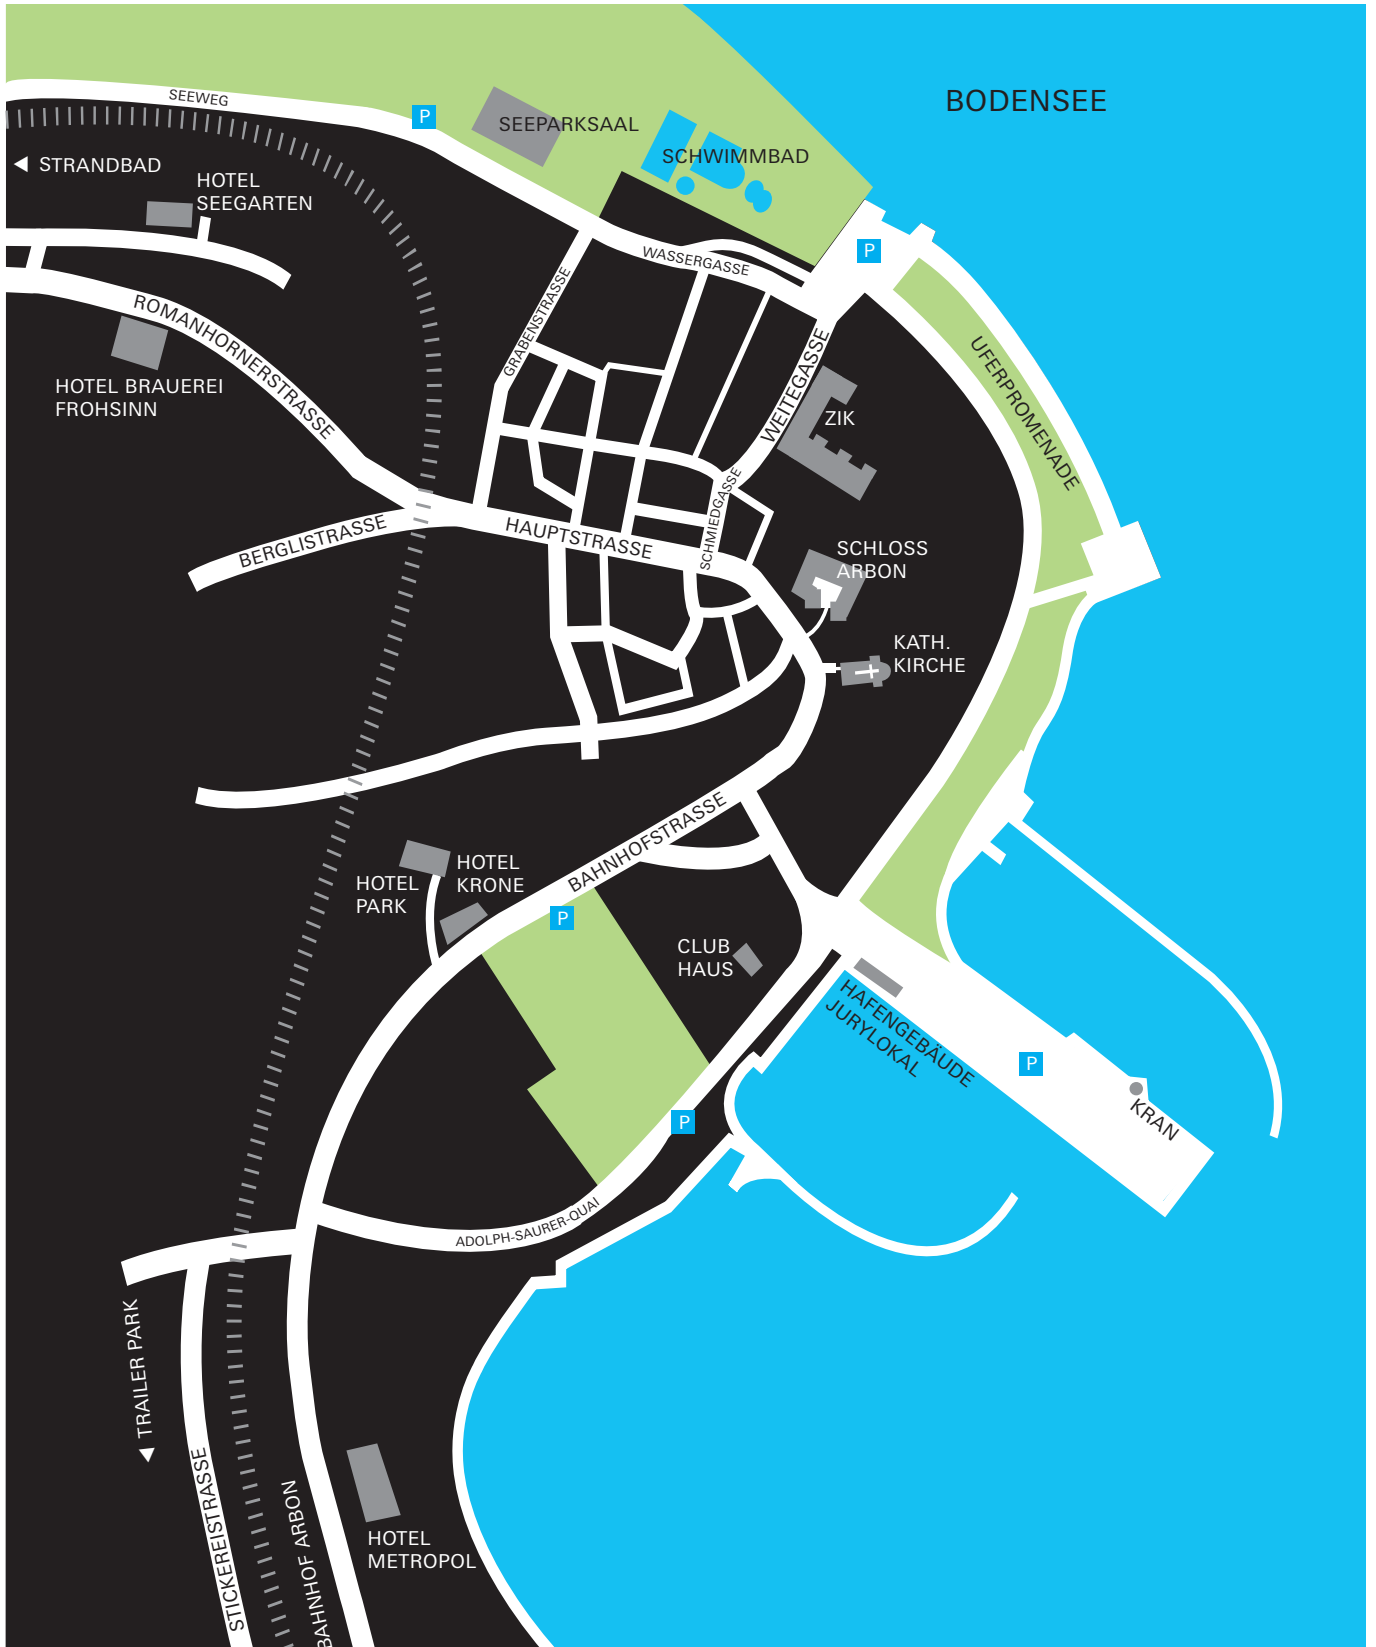 BODENSEE
SEEWEG
P
SEEPARKSAAL
SCHWIMMBAD
STRANDBAD
HOTEL
SEEGARTEN
P
WASSERGASSE
ROMANHORNERSTRASSE
GRABENSTRASSE
UFERPROMENADE
WEITEGASSE
HOTEL BRAUEREI
FROHSINN
ZIK
SCHMIEDGASSE
BERGLISTRASSE
HAUPTSTRASSE
SCHLOSS
ARBON
KATH.
KIRCHE
BAHNHOFSTRASSE
HOTEL
KRONE
HOTEL
PARK
P
CLUB
HAUS
HAFENGEBÄUDE
JURYLOKAL
P
KRAN
P
ADOLPH-SAURER-QUAI
TRAILER PARK
STICKEREISTRASSE
BAHNHOF ARBON
HOTEL
METROPOL